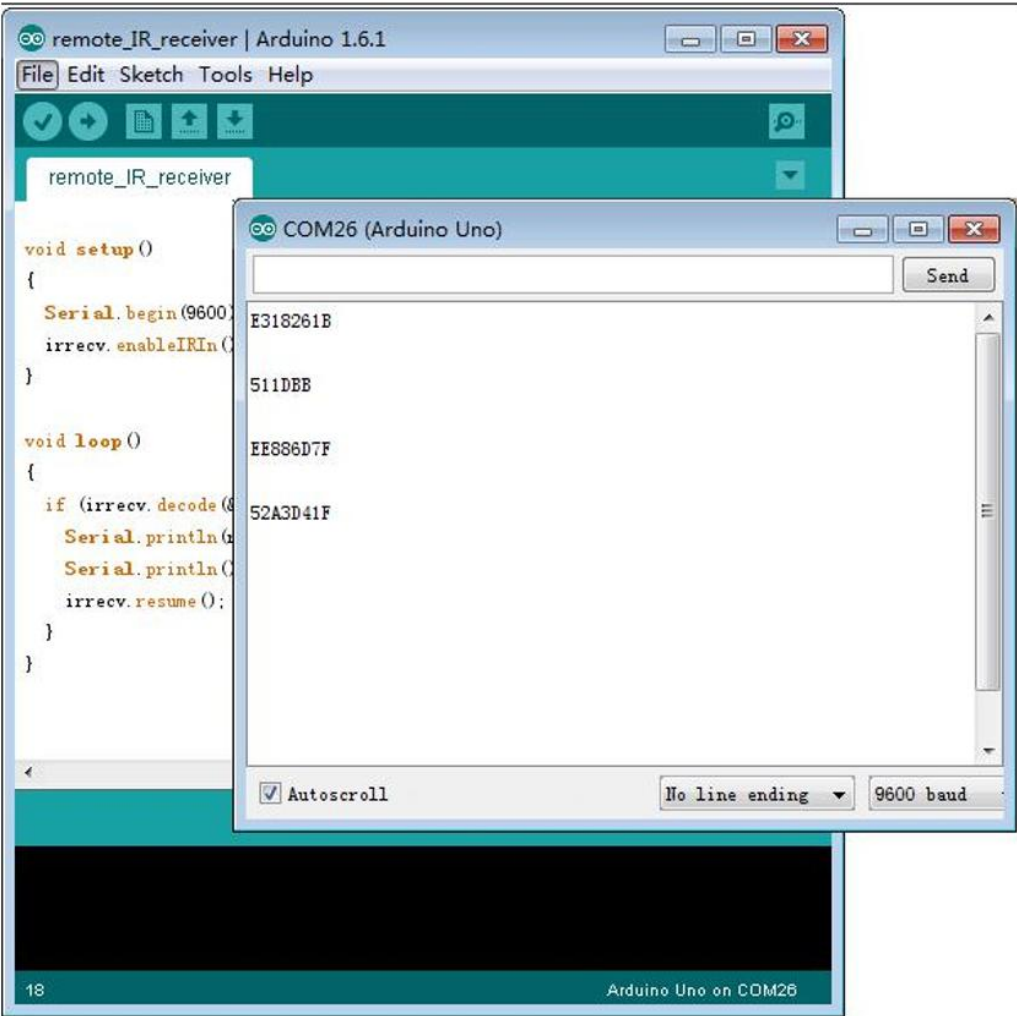 remote_IR_receiver | Arduino 1.6.1
File Edit Sketch Tools Help
remote_IR_receiver
void setup()
{
Serial.begin(9600)
irrecv.enableIRIn()
}
void loop()
{
if (irrecv.decode(&
Serial.println(
Serial.println()
irrecv.resume();
}
}
COM26 (Arduino Uno)
Send
E318261B
511DBB
EE886D7F
52A3D41F
Autoscroll
No line ending
9600 baud
18
Arduino Uno on COM26